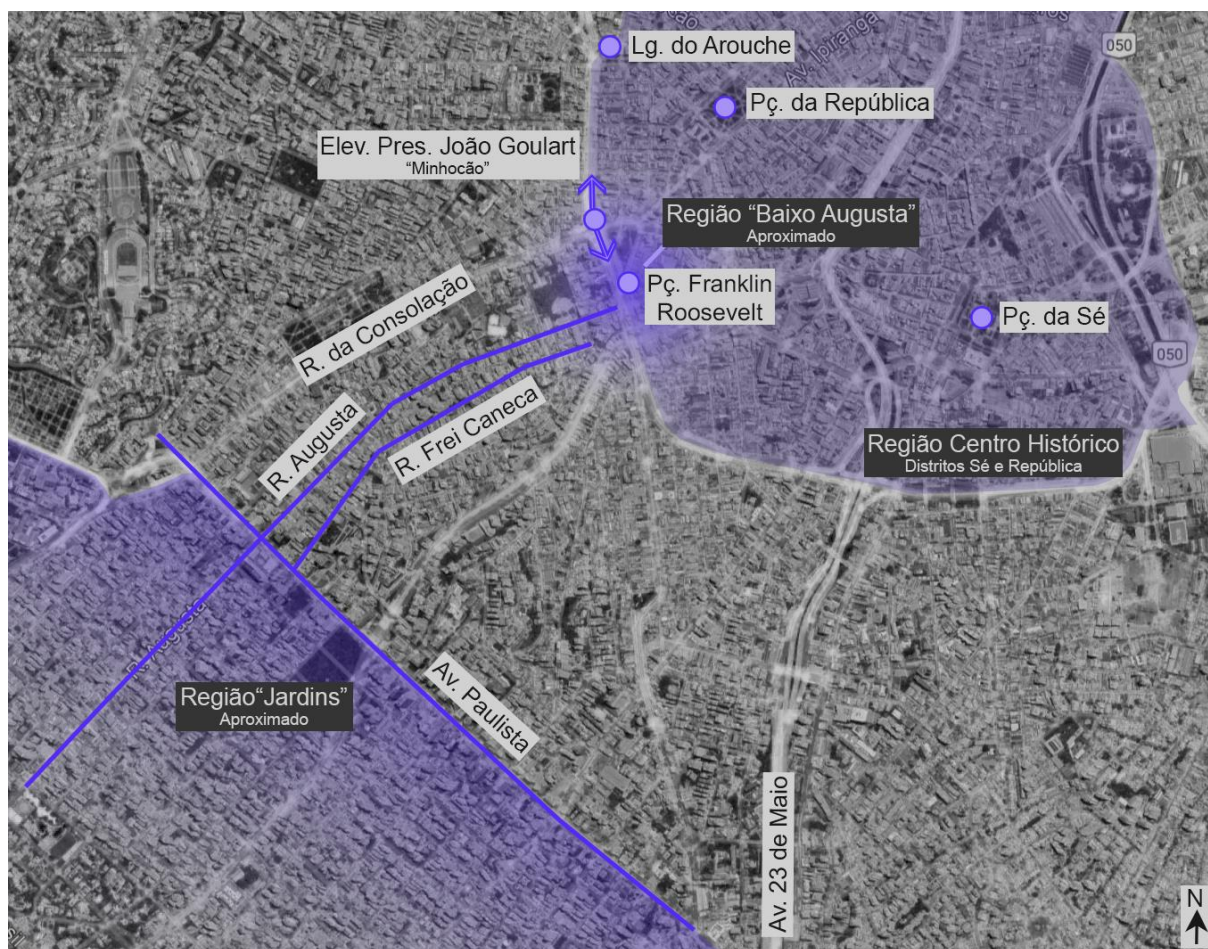 Lg. do Arouche
050
Av. Ipiranga
Pç. da República
Elev. Pres. João Goulart
“Minhocão”
Região “Baixo Augusta”
Aproximado
Pç. Franklin
Roosevelt
Pç. da Sé
050
R. da Consolação
R. Augusta
R. Frei Caneca
Região Centro Histórico
Distritos Sé e República
R. Augusta
Região“Jardins”
Aproximado
Av. Paulista
Av. 23 de Maio
N